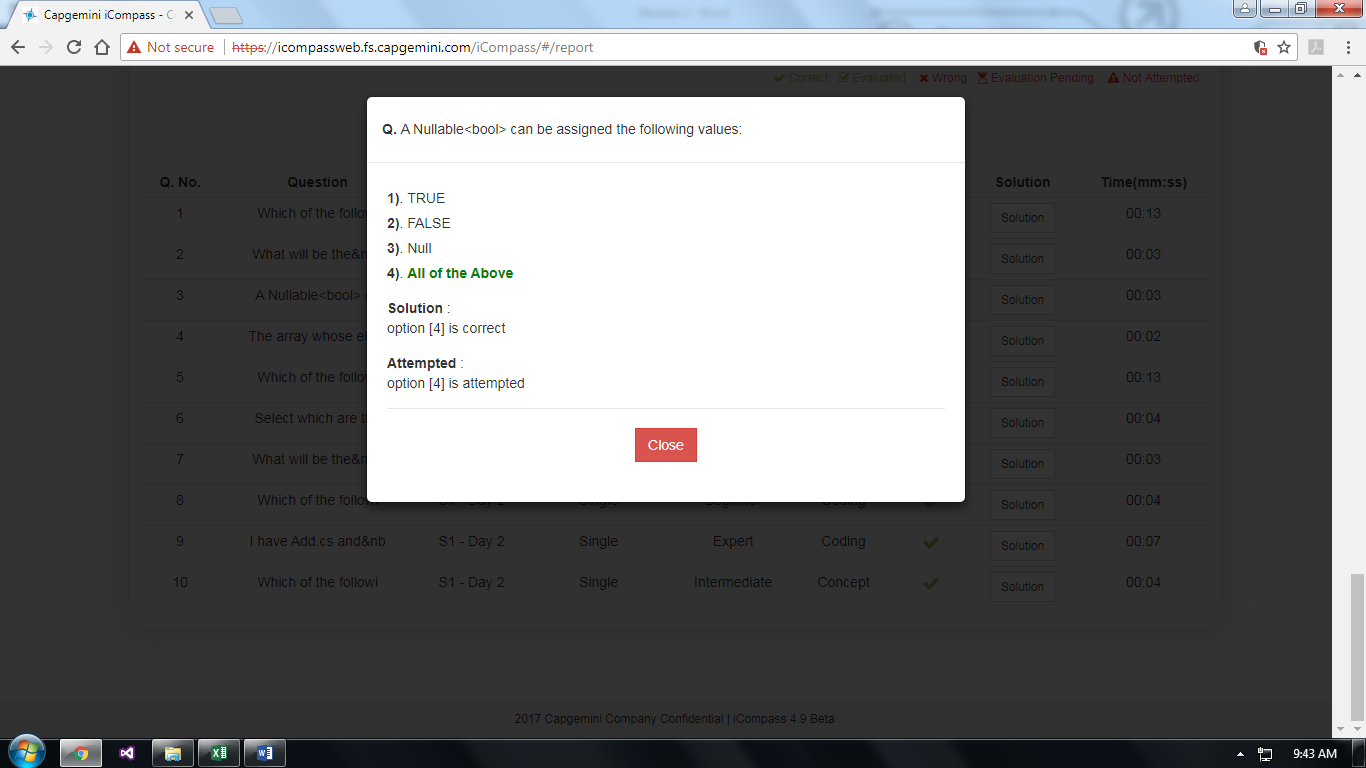 Capgemini iCompass - C
Not secure
https://icompassweb.fs.capgemini.com/iCompass/#/report
Correct Evaluated Wrong Evaluation Pending Not Attempted
Q. A Nullable<bool> can be assigned the following values:
1). TRUE
2). FALSE
3). Null
4). All of the Above
Solution :
option [4] is correct
Attempted :
option [4] is attempted
Close
Q. No. Question Solution Time(mm:ss)
1 Which of the follo Solution 00:13
2 What will be the&n Solution 00:03
3 A Nullable<bool> Solution 00:03
4 The array whose el Solution 00:02
5 Which of the follo Solution 00:13
6 Select which are t Solution 00:04
7 What will be the&n Solution 00:03
8 Which of the followi S1 - Day 2 Single Beginner Coding Solution 00:04
9 I have Add.cs and&nb S1 - Day 2 Single Expert Coding Solution 00:07
10 Which of the followi S1 - Day 2 Single Intermediate Concept Solution 00:04
2017 Capgemini Company Confidential | iCompass 4.9 Beta
9:43 AM